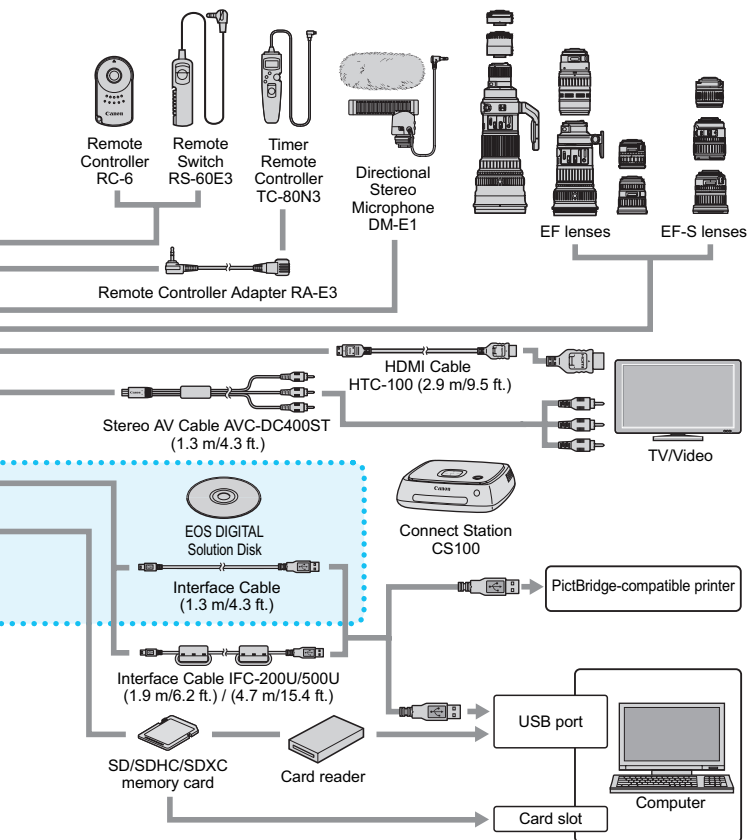 Canon
Remote
Controller
RC-6
Remote
Switch
RS-60E3
Timer
Remote
Controller
TC-80N3
Directional
Stereo
Microphone
DM-E1
EF lenses
EF-S lenses
Remote Controller Adapter RA-E3
HDMI Cable
HTC-100 (2.9 m/9.5 ft.)
Stereo AV Cable AVC-DC400ST
(1.3 m/4.3 ft.)
TV/Video
EOS DIGITAL
Solution Disk
Canon
Connect Station
CS100
Interface Cable
(1.3 m/4.3 ft.)
PictBridge-compatible printer
Interface Cable IFC-200U/500U
(1.9 m/6.2 ft.) / (4.7 m/15.4 ft.)
USB port
SD/SDHC/SDXC
memory card
Card reader
Computer
Card slot